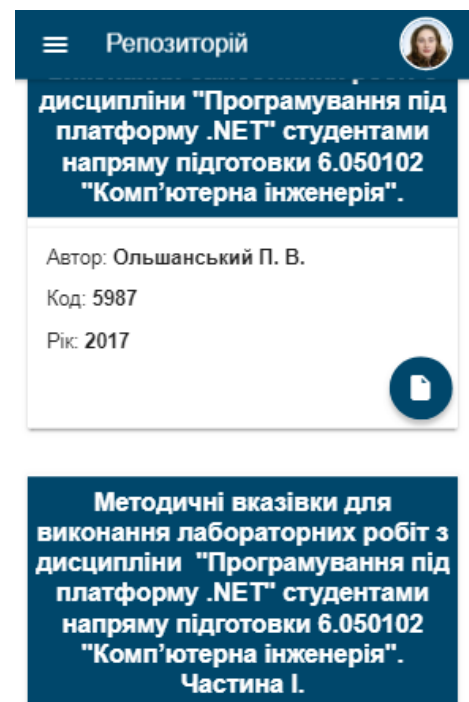 Репозиторій
дисципліни "Програмування під
платформу .NET" студентами
напряму підготовки 6.050102
"Комп’ютерна інженерія".
Автор: Ольшанський П. В.
Код: 5987
Рік: 2017
Методичні вказівки для
виконання лабораторних робіт з
дисципліни  "Програмування під
платформу .NET" студентами
напряму підготовки 6.050102
"Комп’ютерна інженерія".
Частина I.